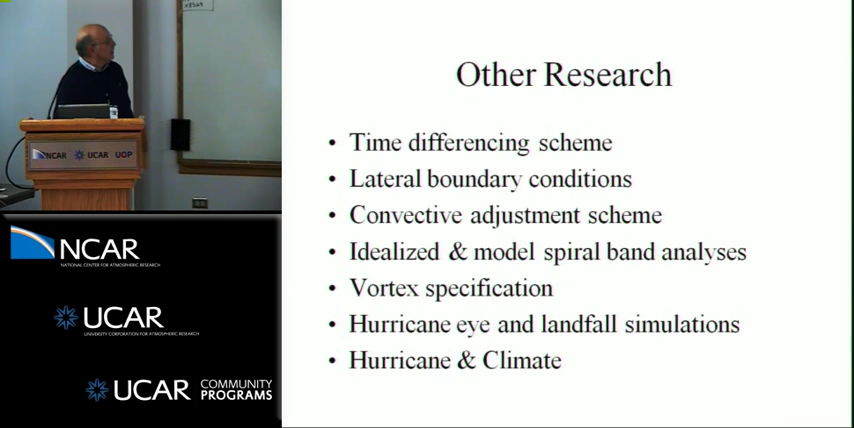 Other Research
• Time differencing scheme
• Lateral boundary conditions
• Convective adjustment scheme
• Idealized & model spiral band analyses
• Vortex specification
• Hurricane eye and landfall simulations
• Hurricane & Climate
NCAR UCAR UOP
NCAR
NATIONAL CENTER FOR ATMOSPHERIC RESEARCH
UCAR
UNIVERSITY CORPORATION FOR ATMOSPHERIC RESEARCH
UCAR COMMUNITY PROGRAMS